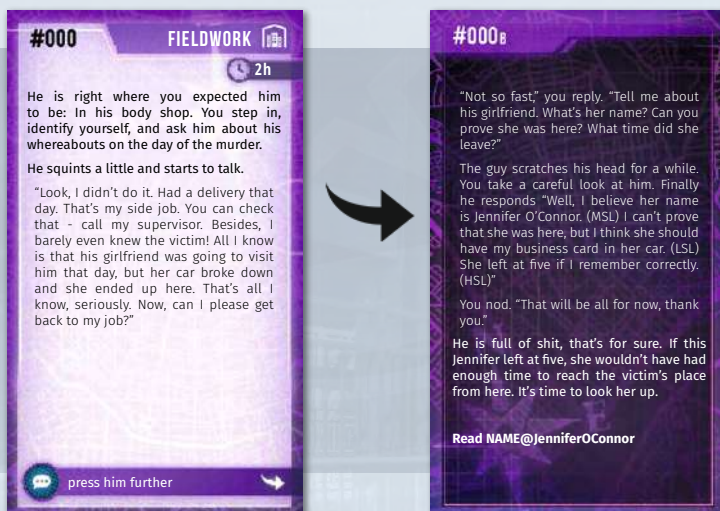 #000
FIELDWORK
2h
He is right where you expected him
to be: In his body shop. You step in,
identify yourself, and ask him about his
whereabouts on the day of the murder.
He squints a little and starts to talk.
“Look, I didn’t do it. Had a delivery that
day. That’s my side job. You can check
that - call my supervisor. Besides, I
barely even knew the victim! All I know
is that his girlfriend was going to visit
him that day, but her car broke down
and she ended up here. That’s all I
know, seriously. Now, can I please get
back to my job?”
press him further
#000B
“Not so fast,” you reply. “Tell me about
his girlfriend. What’s her name? Can you
prove she was here? What time did she
leave?”
The guy scratches his head for a while.
You take a careful look at him. Finally
he responds “Well, I believe her name
is Jennifer O’Connor. (MSL) I can’t prove
that she was here, but I think she should
have my business card in her car. (LSL)
She left at five if I remember correctly.
(HSL)”
You nod. “That will be all for now, thank
you.”
He is full of shit, that’s for sure. If this
Jennifer left at five, she wouldn’t have had
enough time to reach the victim’s place
from here. It’s time to look her up.
Read NAME@JenniferOConnor